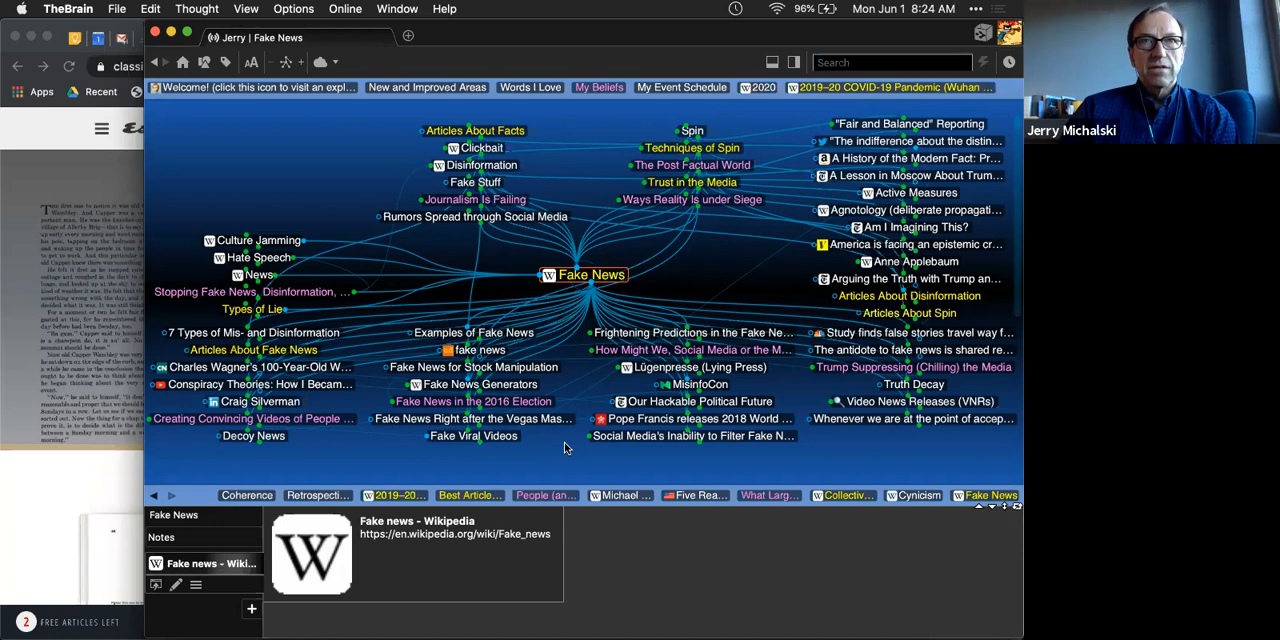 TheBrain File Edit Thought View Options Online Window Help 96% Mon Jun 1 8:24 AM
Jerry | Fake News
classi
Search
Apps Recent
Welcome! (click this icon to visit an expl... New and Improved Areas Words I Love My Beliefs My Event Schedule 2020 2019–20 COVID-19 Pandemic (Wuhan ...
Jerry Michalski
Articles About Facts
Clickbait
Disinformation
Fake Stuff
Journalism Is Failing
Rumors Spread through Social Media
Spin
Techniques of Spin
The Post Factual World
Trust in the Media
Ways Reality Is under Siege
"Fair and Balanced" Reporting
"The indifference about the distin...
A History of the Modern Fact: Pr...
A Lesson in Moscow About Trum...
Active Measures
Agnotology (deliberate propagati...
Am I Imagining This?
America is facing an epistemic cr...
Anne Applebaum
Arguing the Truth with Trump an...
Articles About Disinformation
Articles About Spin
Culture Jamming
Hate Speech
News
Stopping Fake News, Disinformation, ...
Types of Lie
Fake News
7 Types of Mis- and Disinformation
Articles About Fake News
Charles Wagner's 100-Year-Old W...
Conspiracy Theories: How I Becam...
Craig Silverman
Creating Convincing Videos of People ...
Decoy News
Examples of Fake News
fake news
Fake News for Stock Manipulation
Fake News Generators
Fake News in the 2016 Election
Fake News Right after the Vegas Mas...
Fake Viral Videos
Frightening Predictions in the Fake Ne...
How Might We, Social Media or the M...
Lügenpresse (Lying Press)
MisinfoCon
Our Hackable Political Future
Pope Francis releases 2018 World ...
Social Media's Inability to Filter Fake N...
Study finds false stories travel way f...
The antidote to fake news is shared re...
Trump Suppressing (Chilling) the Media
Truth Decay
Video News Releases (VNRs)
Whenever we are at the point of accep...
Coherence Retrospecti... 2019–20... Best Article... People (an... Michael ... Five Rea... What Larg... Collectiv... Cynicism Fake News
Fake News
Notes
Fake news - Wiki...
Fake news - Wikipedia
https://en.wikipedia.org/wiki/Fake_news
2 FREE ARTICLES LEFT